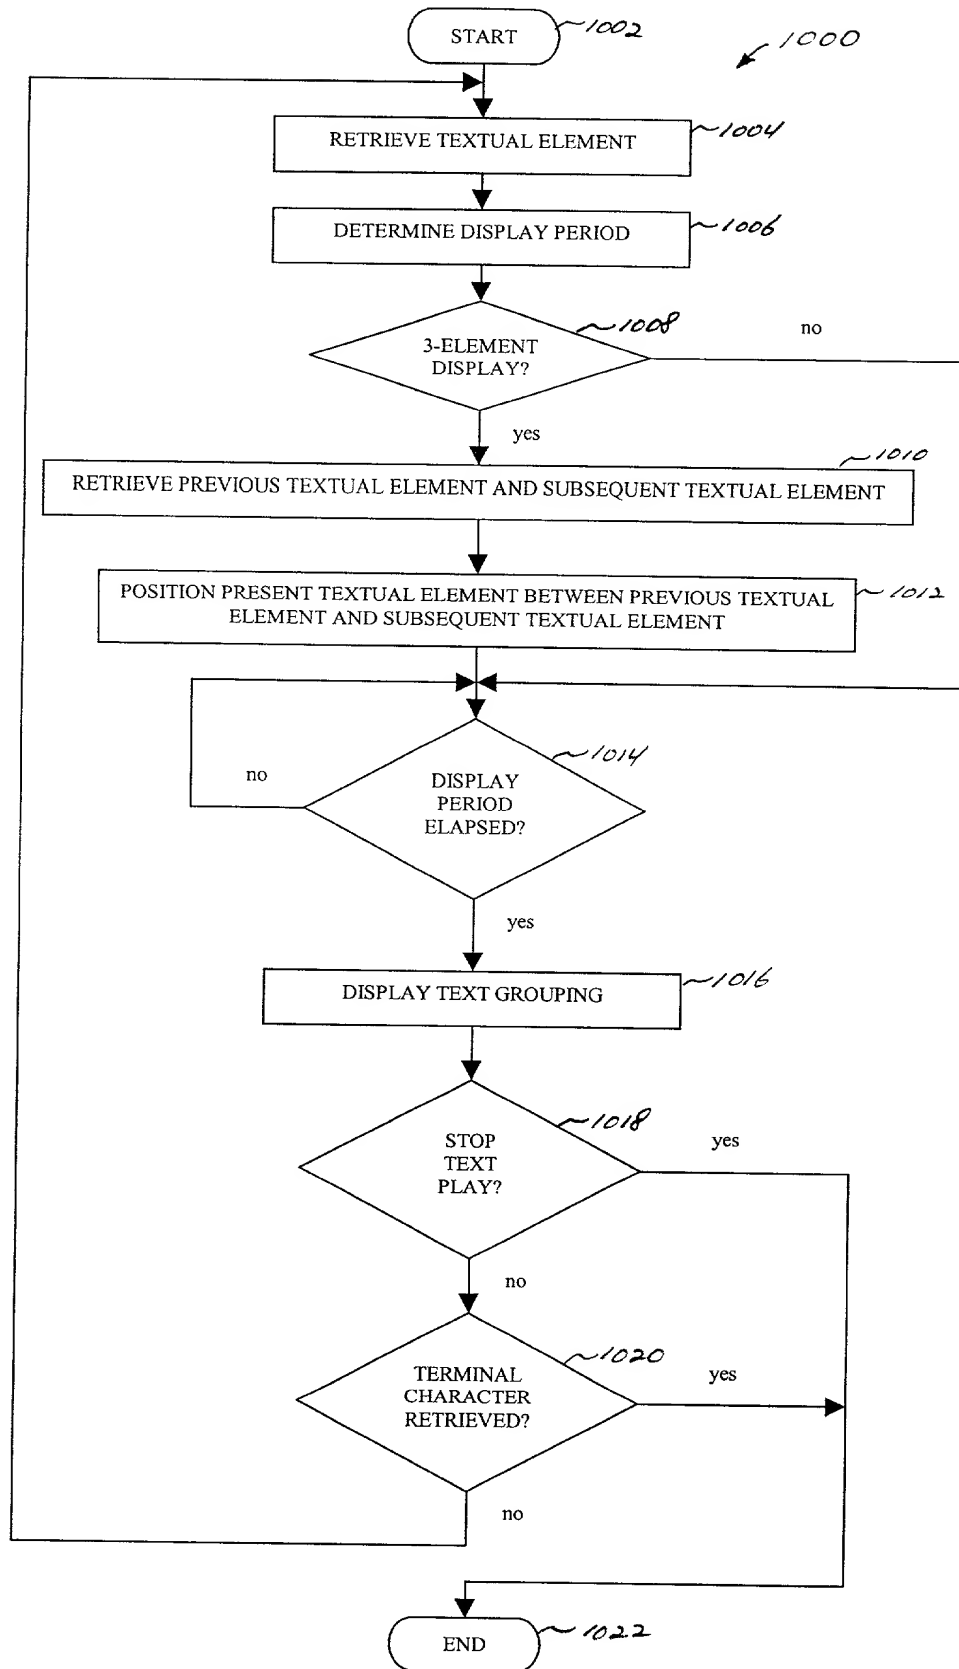 START
1002
1000
RETRIEVE TEXTUAL ELEMENT
1004
DETERMINE DISPLAY PERIOD
1006
3-ELEMENT
DISPLAY?
1008
no
yes
1010
RETRIEVE PREVIOUS TEXTUAL ELEMENT AND SUBSEQUENT TEXTUAL ELEMENT
POSITION PRESENT TEXTUAL ELEMENT BETWEEN PREVIOUS TEXTUAL
ELEMENT AND SUBSEQUENT TEXTUAL ELEMENT
1012
DISPLAY
PERIOD
ELAPSED?
1014
no
yes
DISPLAY TEXT GROUPING
1016
STOP
TEXT
PLAY?
1018
yes
no
TERMINAL
CHARACTER
RETRIEVED?
1020
yes
no
END
1022